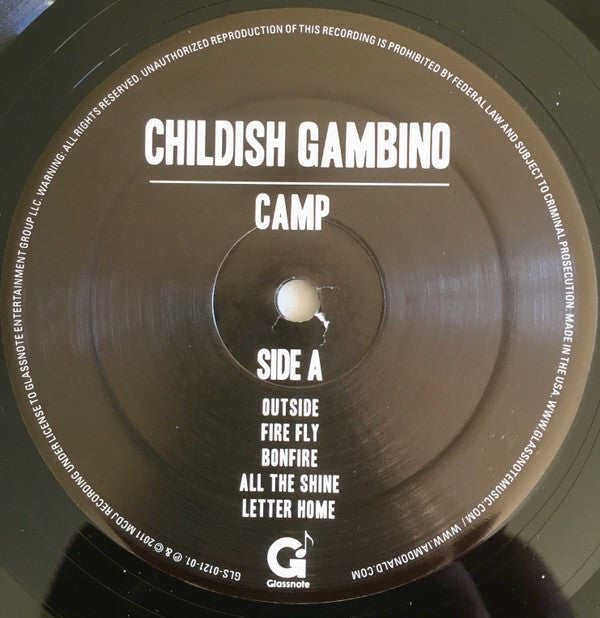 CHILDISH GAMBINO
CAMP
SIDE A
OUTSIDE
FIRE FLY
BONFIRE
ALL THE SHINE
LETTER HOME
G
Glassnote
GLS-0121-01. ℗ & © 2011 MCDJ RECORDING UNDER LICENSE TO GLASSNOTE ENTERTAINMENT GROUP LLC. WARNING: ALL RIGHTS RESERVED. UNAUTHORIZED REPRODUCTION OF THIS RECORDING IS PROHIBITED BY FEDERAL LAW AND SUBJECT TO CRIMINAL PROSECUTION. MADE IN THE USA. WWW.GLASSNOTEMUSIC.COM / WWW.IAMDONALD.COM